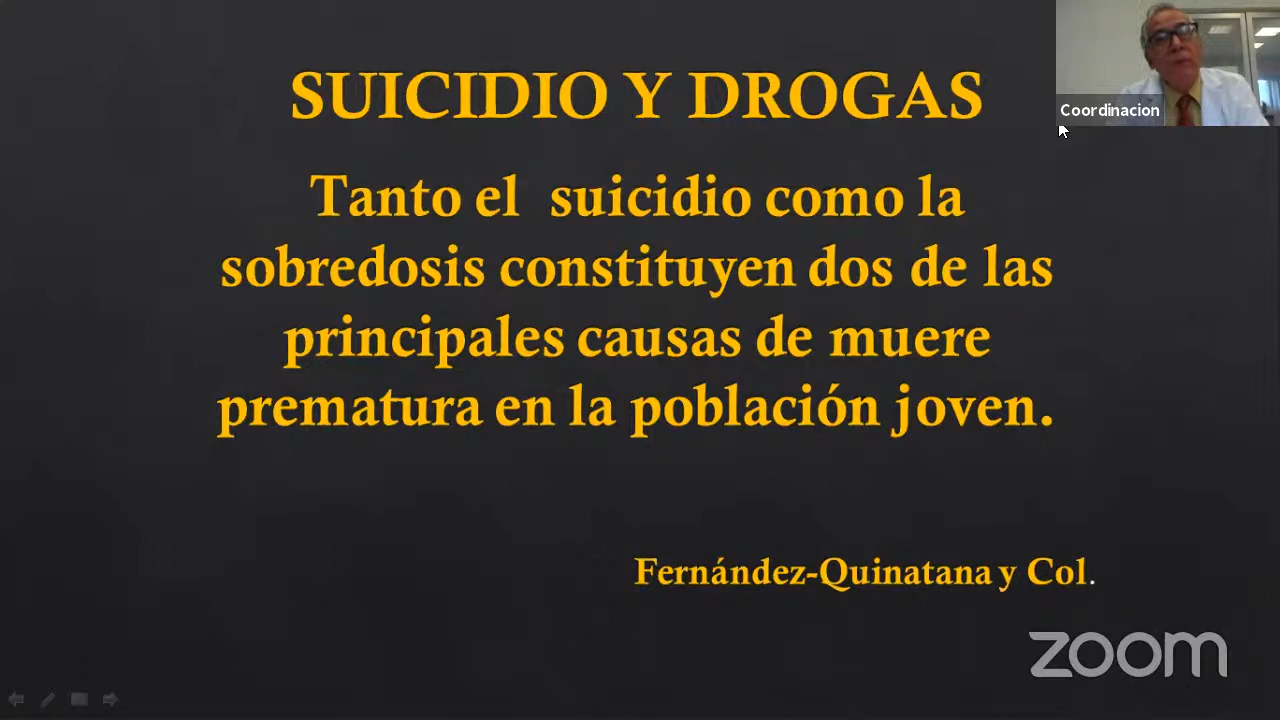 SUICIDIO Y DROGAS
Coordinacion
Tanto el suicidio como la
sobredosis constituyen dos de las
principales causas de muere
prematura en la población joven.
Fernández-Quinatana y Col.
zoom